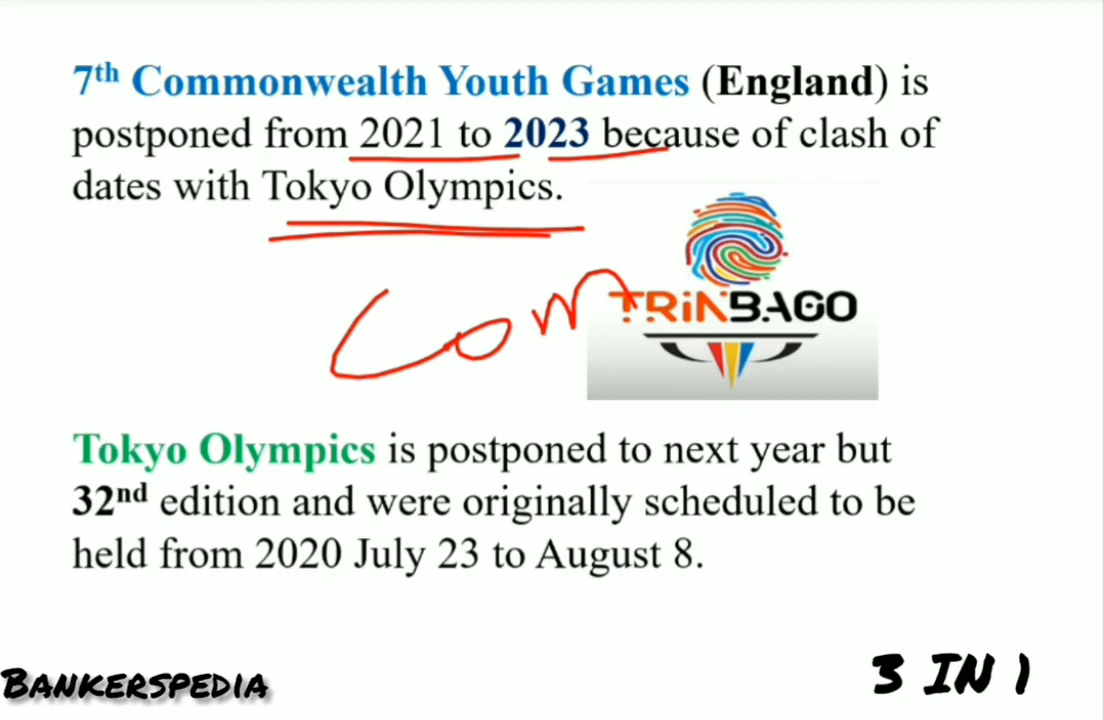 7th Commonwealth Youth Games (England) is
postponed from 2021 to 2023 because of clash of
dates with Tokyo Olympics.
TRiNBAGO
Com
Tokyo Olympics is postponed to next year but
32nd edition and were originally scheduled to be
held from 2020 July 23 to August 8.
BANKERSPEDIA
3 IN 1